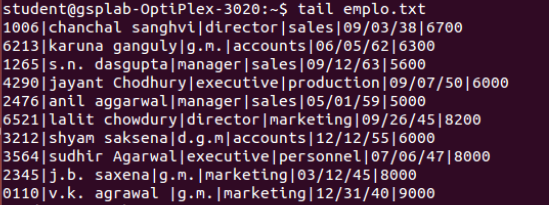 student@gsplab-OptiPlex-3020:~$ tail emplo.txt
1006|chanchal sanghvi|director|sales|09/03/38|6700
6213|karuna ganguly|g.m.|accounts|06/05/62|6300
1265|s.n. dasgupta|manager|sales|09/12/63|5600
4290|jayant Chodhury|executive|production|09/07/50|6000
2476|anil aggarwal|manager|sales|05/01/59|5000
6521|lalit chowdury|director|marketing|09/26/45|8200
3212|shyam saksena|d.g.m|accounts|12/12/55|6000
3564|sudhir Agarwal|executive|personnel|07/06/47|8000
2345|j.b. saxena|g.m.|marketing|03/12/45|8000
0110|v.k. agrawal |g.m.|marketing|12/31/40|9000